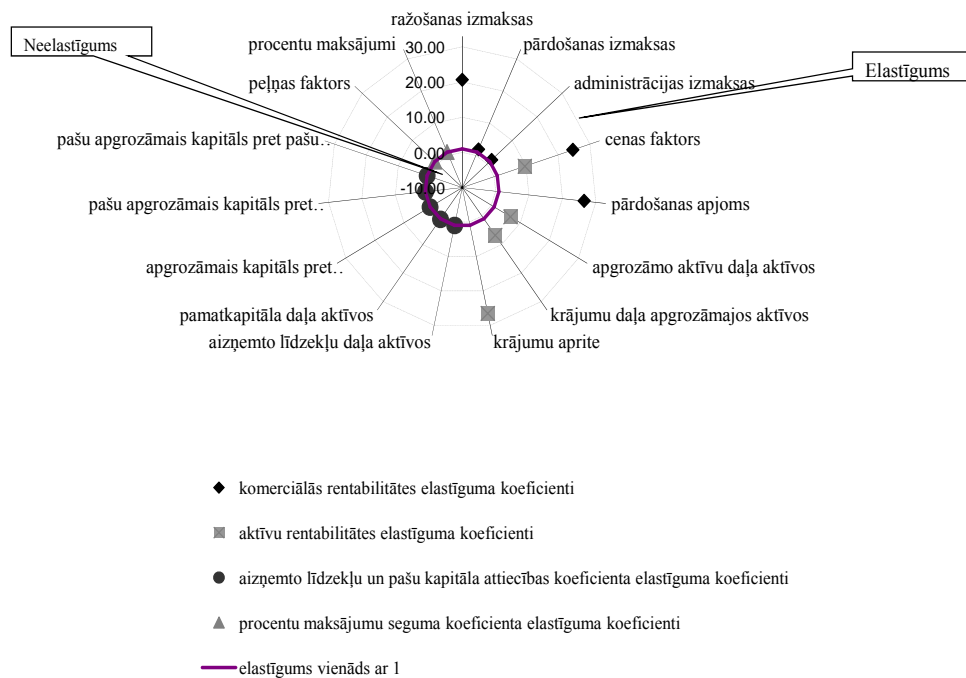 ražošanas izmaksas
Neelastīgums
procentu maksājumi
30.00
pārdošanas izmaksas
Elastīgums
peļņas faktors
20.00
administrācijas izmaksas
10.00
pašu apgrozāmais kapitāls pret pašu…
0.00
cenas faktors
pašu apgrozāmais kapitāls pret…
-10.00
pārdošanas apjoms
apgrozāmais kapitāls pret…
apgrozāmo aktīvu daļa aktīvos
pamatkapitāla daļa aktīvos
krājumu daļa apgrozāmajos aktīvos
aizņemto līdzekļu daļa aktīvos
krājumu aprite
komerciālās rentabilitātes elastīguma koeficienti
aktīvu rentabilitātes elastīguma koeficienti
aizņemto līdzekļu un pašu kapitāla attiecības koeficienta elastīguma koeficienti
procentu maksājumu seguma koeficienta elastīguma koeficienti
elastīgums vienāds ar 1